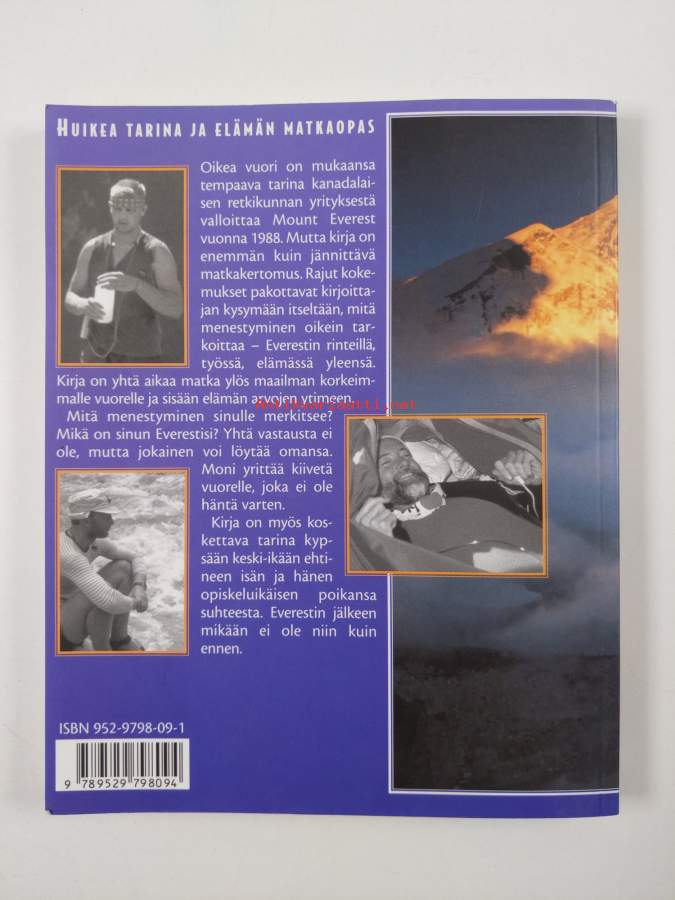 HUIKEA TARINA JA ELÄMÄN MATKAOPAS
Oikea vuori on mukaansa
tempaava tarina kanadalai-
sen retkikunnan yrityksestä
valloittaa Mount Everest
vuonna 1988. Mutta kirja on
enemmän kuin jännittävä
matkakertomus. Rajut koke-
mukset pakottavat kirjoitta-
jan kysymään itseltään, mitä
menestyminen oikein tar-
koittaa – Everestin rinteillä,
työssä, elämässä yleensä.
Kirja on yhtä aikaa matka ylös maailman korkeim-
malle vuorelle ja sisään elämän arvojen ytimeen.
Antikvariaatti.net
Mitä menestyminen sinulle merkitsee?
Mikä on sinun Everestisi? Yhtä vastausta ei
ole, mutta jokainen voi löytää omansa.
Moni yrittää kiivetä
vuorelle, joka ei ole
häntä varten.
Kirja on myös kos-
kettava tarina kyp-
sään keski-ikään ehti-
neen isän ja hänen
opiskeluikäisen poikansa
suhteesta. Everestin jälkeen
mikään ei ole niin kuin
ennen.
ISBN 952-9798-09-1
9 789529 798094